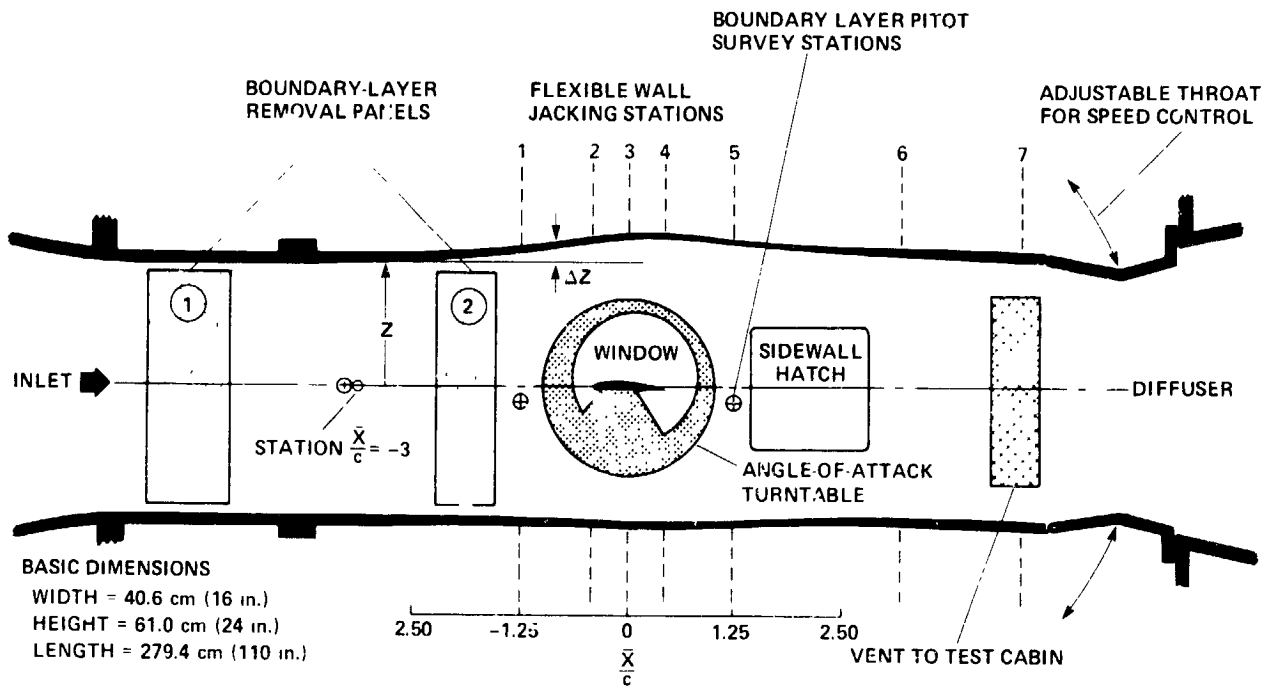 BOUNDARY LAYER PITOT
SURVEY STATIONS
BOUNDARY-LAYER
REMOVAL PANELS
FLEXIBLE WALL
JACKING STATIONS
ADJUSTABLE THROAT
FOR SPEED CONTROL
1 2 3 4 5 6 7
ΔZ
1
2
Z
WINDOW
SIDEWALL
HATCH
INLET
DIFFUSER
STATION X̄/c = -3
ANGLE-OF-ATTACK
TURNTABLE
BASIC DIMENSIONS
WIDTH = 40.6 cm (16 in.)
HEIGHT = 61.0 cm (24 in.)
LENGTH = 279.4 cm (110 in.)
2.50 -1.25 0 1.25 2.50
X̄/c
VENT TO TEST CABIN